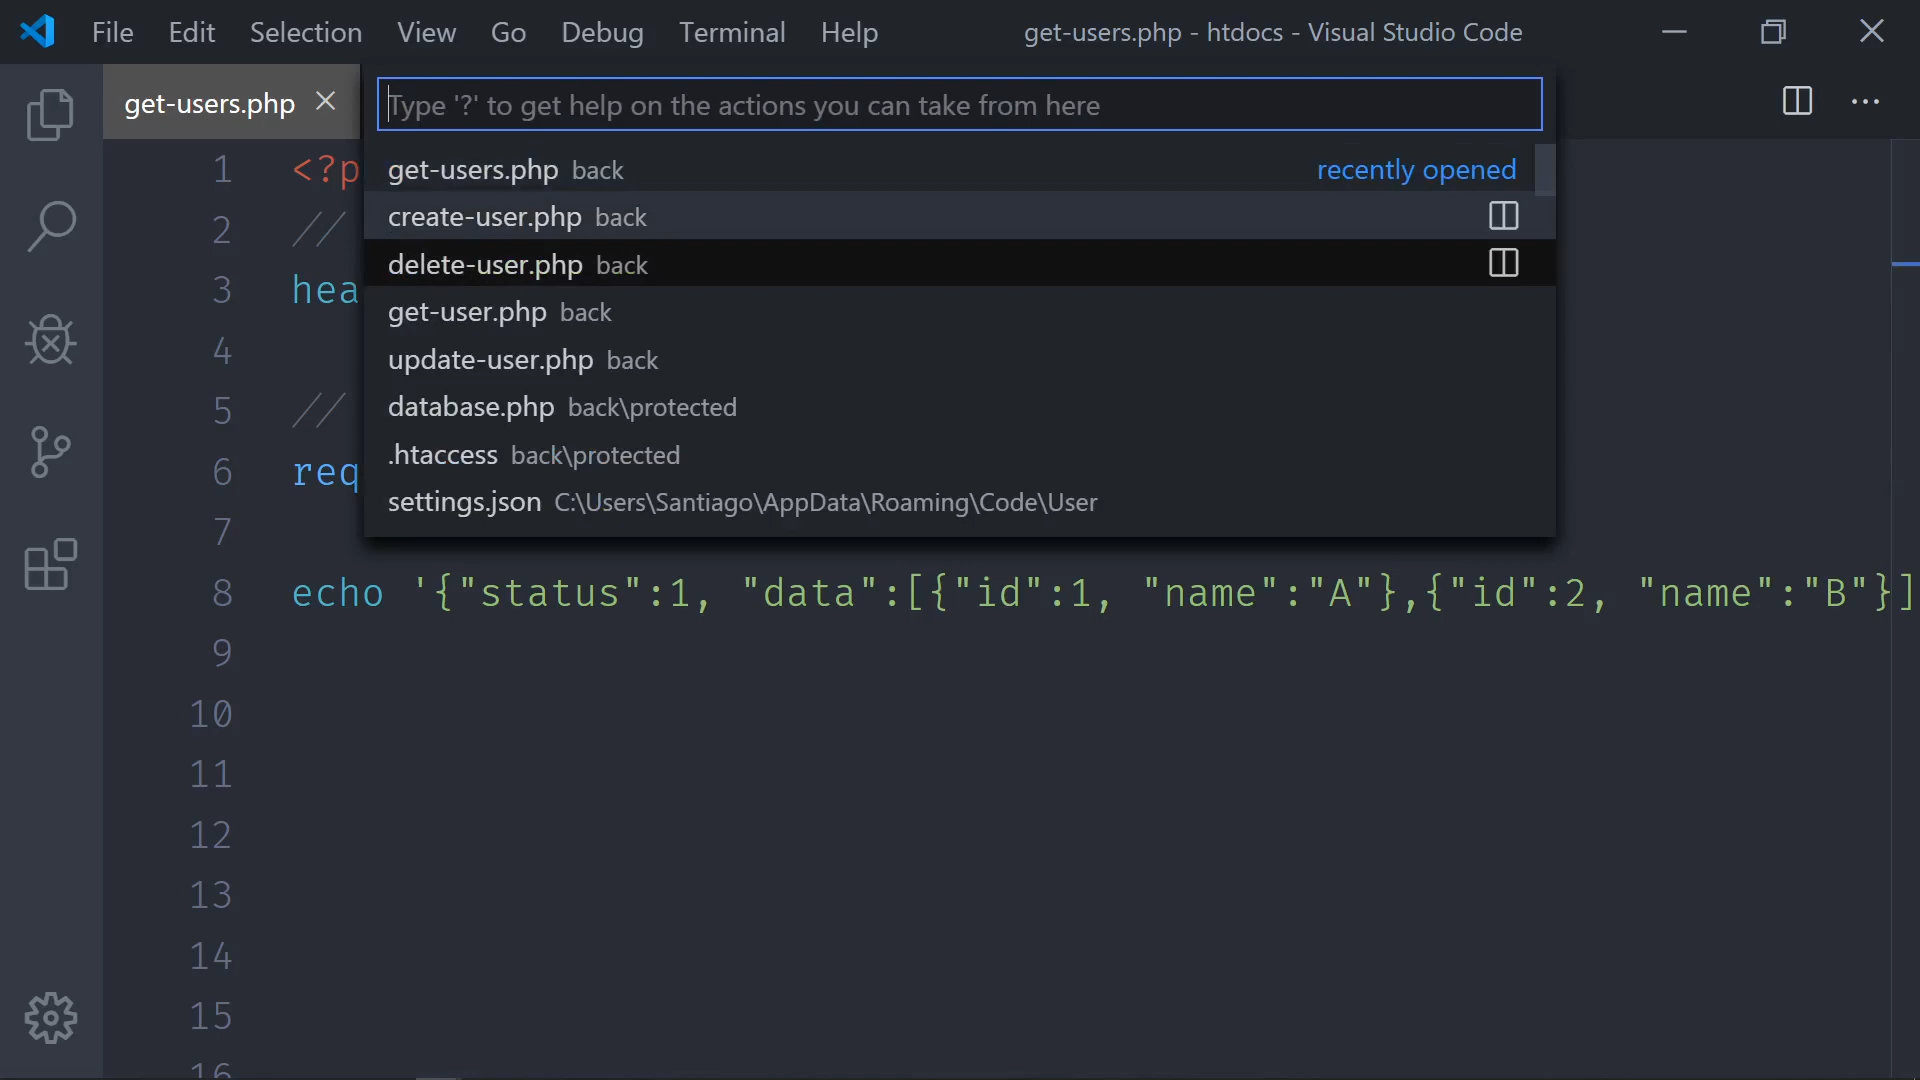 File Edit Selection View Go Debug Terminal Help get-users.php - htdocs - Visual Studio Code
get-users.php
Type '?' to get help on the actions you can take from here
get-users.php back recently opened
create-user.php back
delete-user.php back
get-user.php back
update-user.php back
database.php back\protected
.htaccess back\protected
settings.json C:\Users\Santiago\AppData\Roaming\Code\User
1 <?p
2 //
3 hea
4
5 //
6 req
7
8 echo '{"status":1, "data":[{"id":1, "name":"A"},{"id":2, "name":"B"}]
9
10
11
12
13
14
15
16